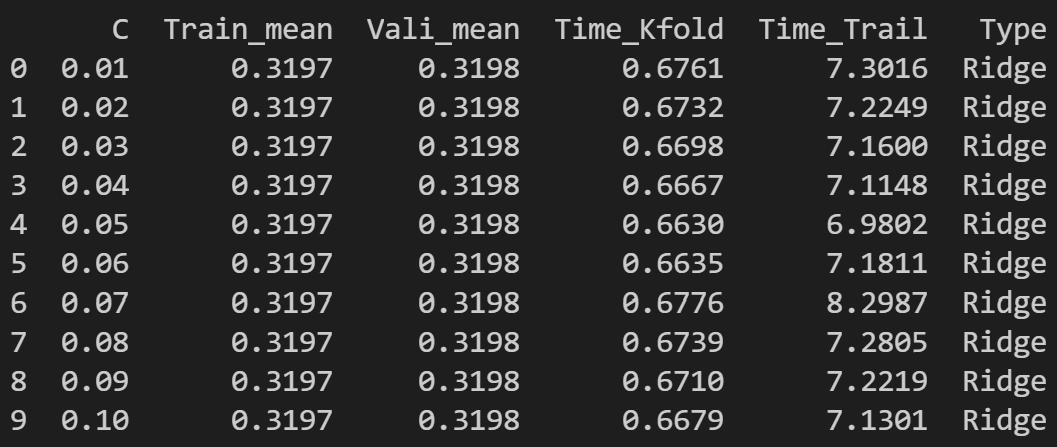 C Train_mean Vali_mean Time_Kfold Time_Trail Type
0 0.01 0.3197 0.3198 0.6761 7.3016 Ridge
1 0.02 0.3197 0.3198 0.6732 7.2249 Ridge
2 0.03 0.3197 0.3198 0.6698 7.1600 Ridge
3 0.04 0.3197 0.3198 0.6667 7.1148 Ridge
4 0.05 0.3197 0.3198 0.6630 6.9802 Ridge
5 0.06 0.3197 0.3198 0.6635 7.1811 Ridge
6 0.07 0.3197 0.3198 0.6776 8.2987 Ridge
7 0.08 0.3197 0.3198 0.6739 7.2805 Ridge
8 0.09 0.3197 0.3198 0.6710 7.2219 Ridge
9 0.10 0.3197 0.3198 0.6679 7.1301 Ridge